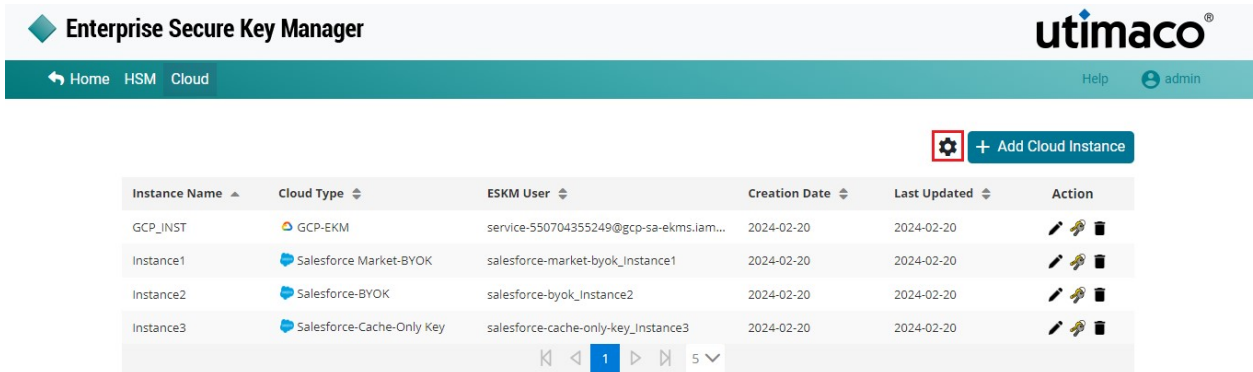 Enterprise Secure Key Manager
utimaco®
Home HSM Cloud Help admin
+ Add Cloud Instance
Instance Name Cloud Type ESKM User Creation Date Last Updated Action
GCP_INST GCP-EKM service-550704355249@gcp-sa-ekms.iam... 2024-02-20 2024-02-20
Instance1 Salesforce Market-BYOK salesforce-market-byok_Instance1 2024-02-20 2024-02-20
Instance2 Salesforce-BYOK salesforce-byok_Instance2 2024-02-20 2024-02-20
Instance3 Salesforce-Cache-Only Key salesforce-cache-only-key_Instance3 2024-02-20 2024-02-20
1 5